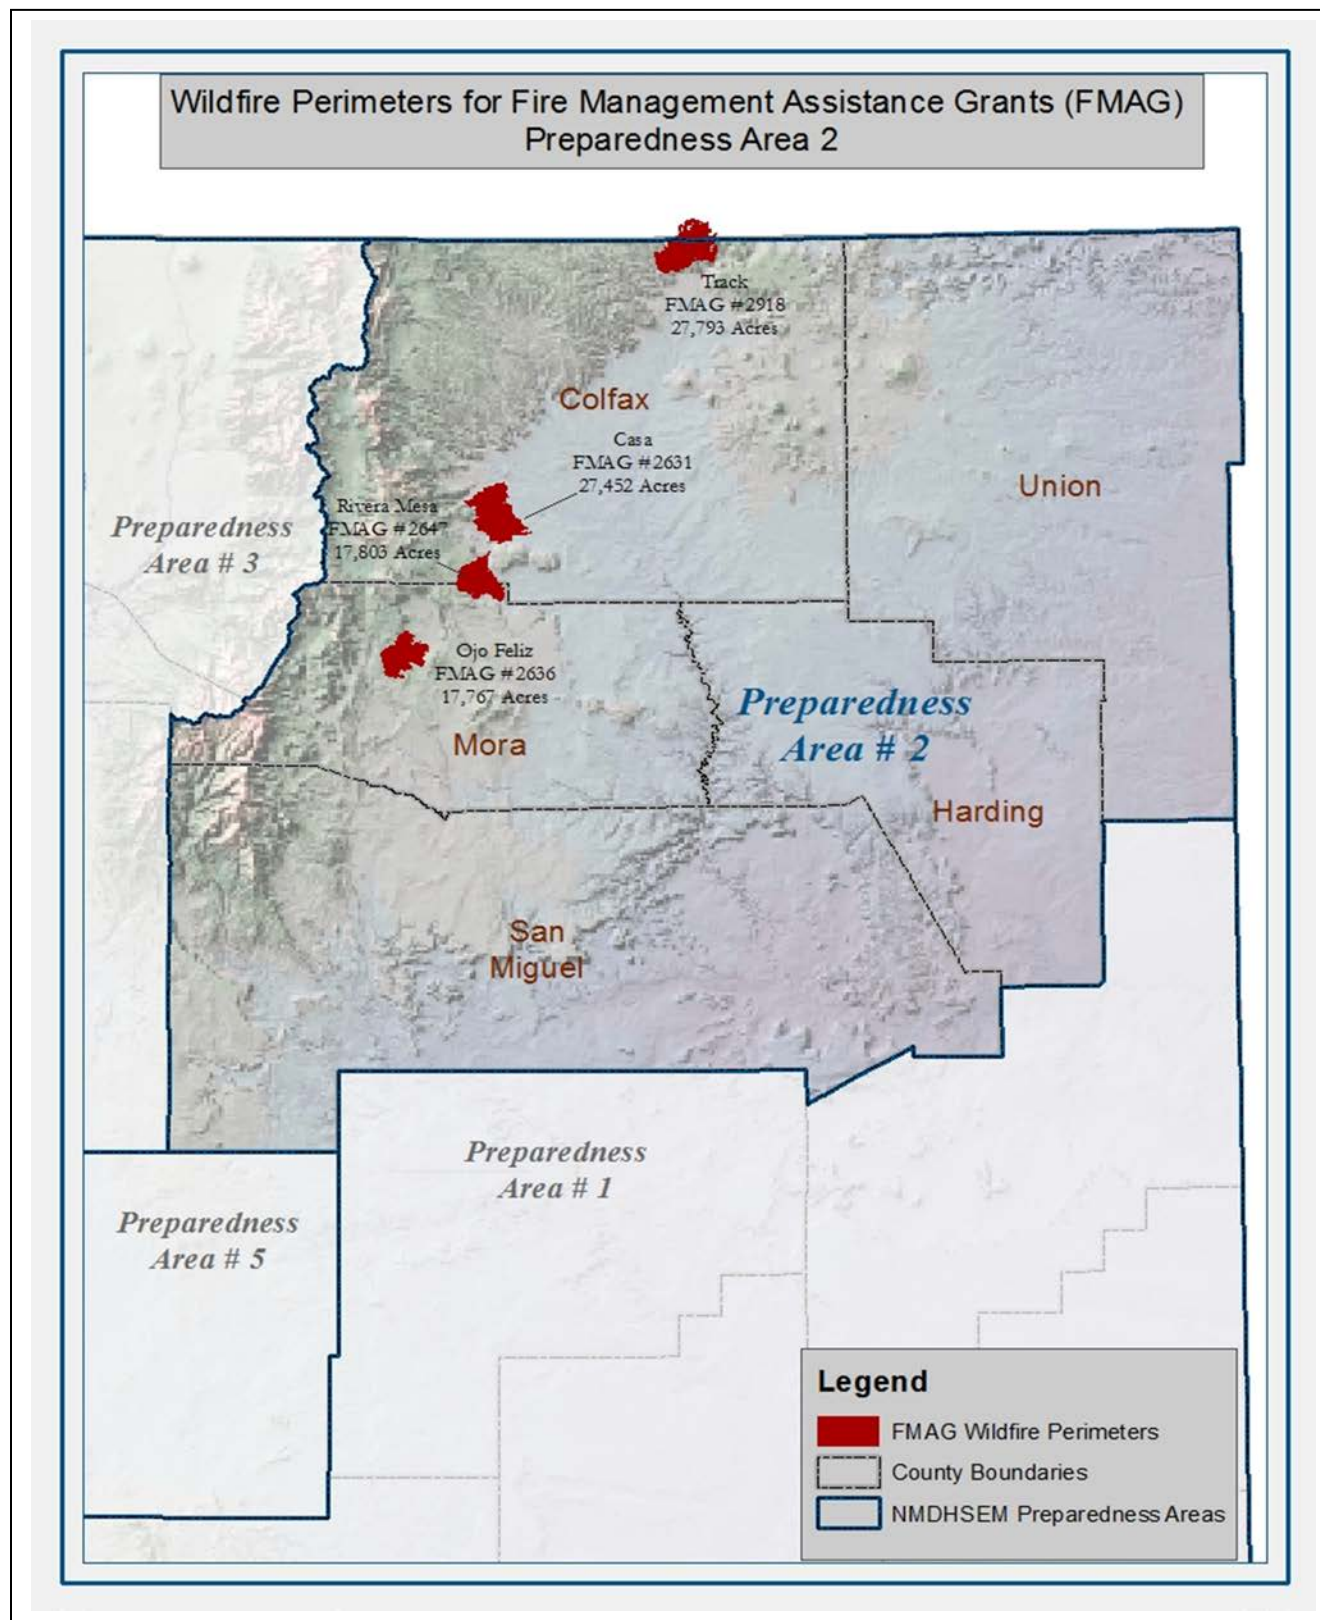 Wildfire Perimeters for Fire Management Assistance Grants (FMAG)
Preparedness Area 2
Track
FMAG #2918
27,793 Acres
Colfax
Casa
FMAG #2631
27,452 Acres
Union
Rivera Mesa
FMAG #2647
17,803 Acres
Preparedness
Area # 3
Ojo Feliz
FMAG #2636
17,767 Acres
Preparedness
Area # 2
Mora
Harding
San
Miguel
Preparedness
Area # 1
Preparedness
Area # 5
Legend
FMAG Wildfire Perimeters
County Boundaries
NMDHSEM Preparedness Areas